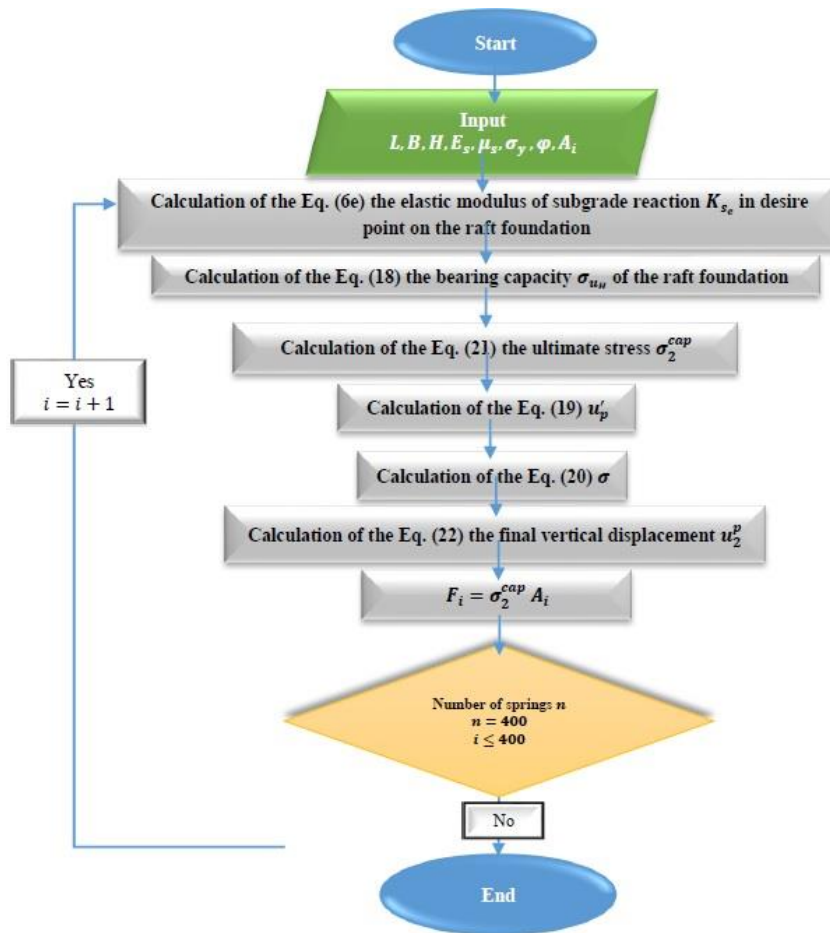 Start
Input
L, B, H, E_s, μ_s, σ_y, φ, A_i
Calculation of the Eq. (6e) the elastic modulus of subgrade reaction K_{s_e} in desire
point on the raft foundation
Calculation of the Eq. (18) the bearing capacity σ_{u_n} of the raft foundation
Calculation of the Eq. (21) the ultimate stress σ_2^{cap}
Yes
i = i + 1
Calculation of the Eq. (19) u'_p
Calculation of the Eq. (20) σ
Calculation of the Eq. (22) the final vertical displacement u_2^p
F_i = σ_2^{cap} A_i
Number of springs n
n = 400
i ≤ 400
No
End